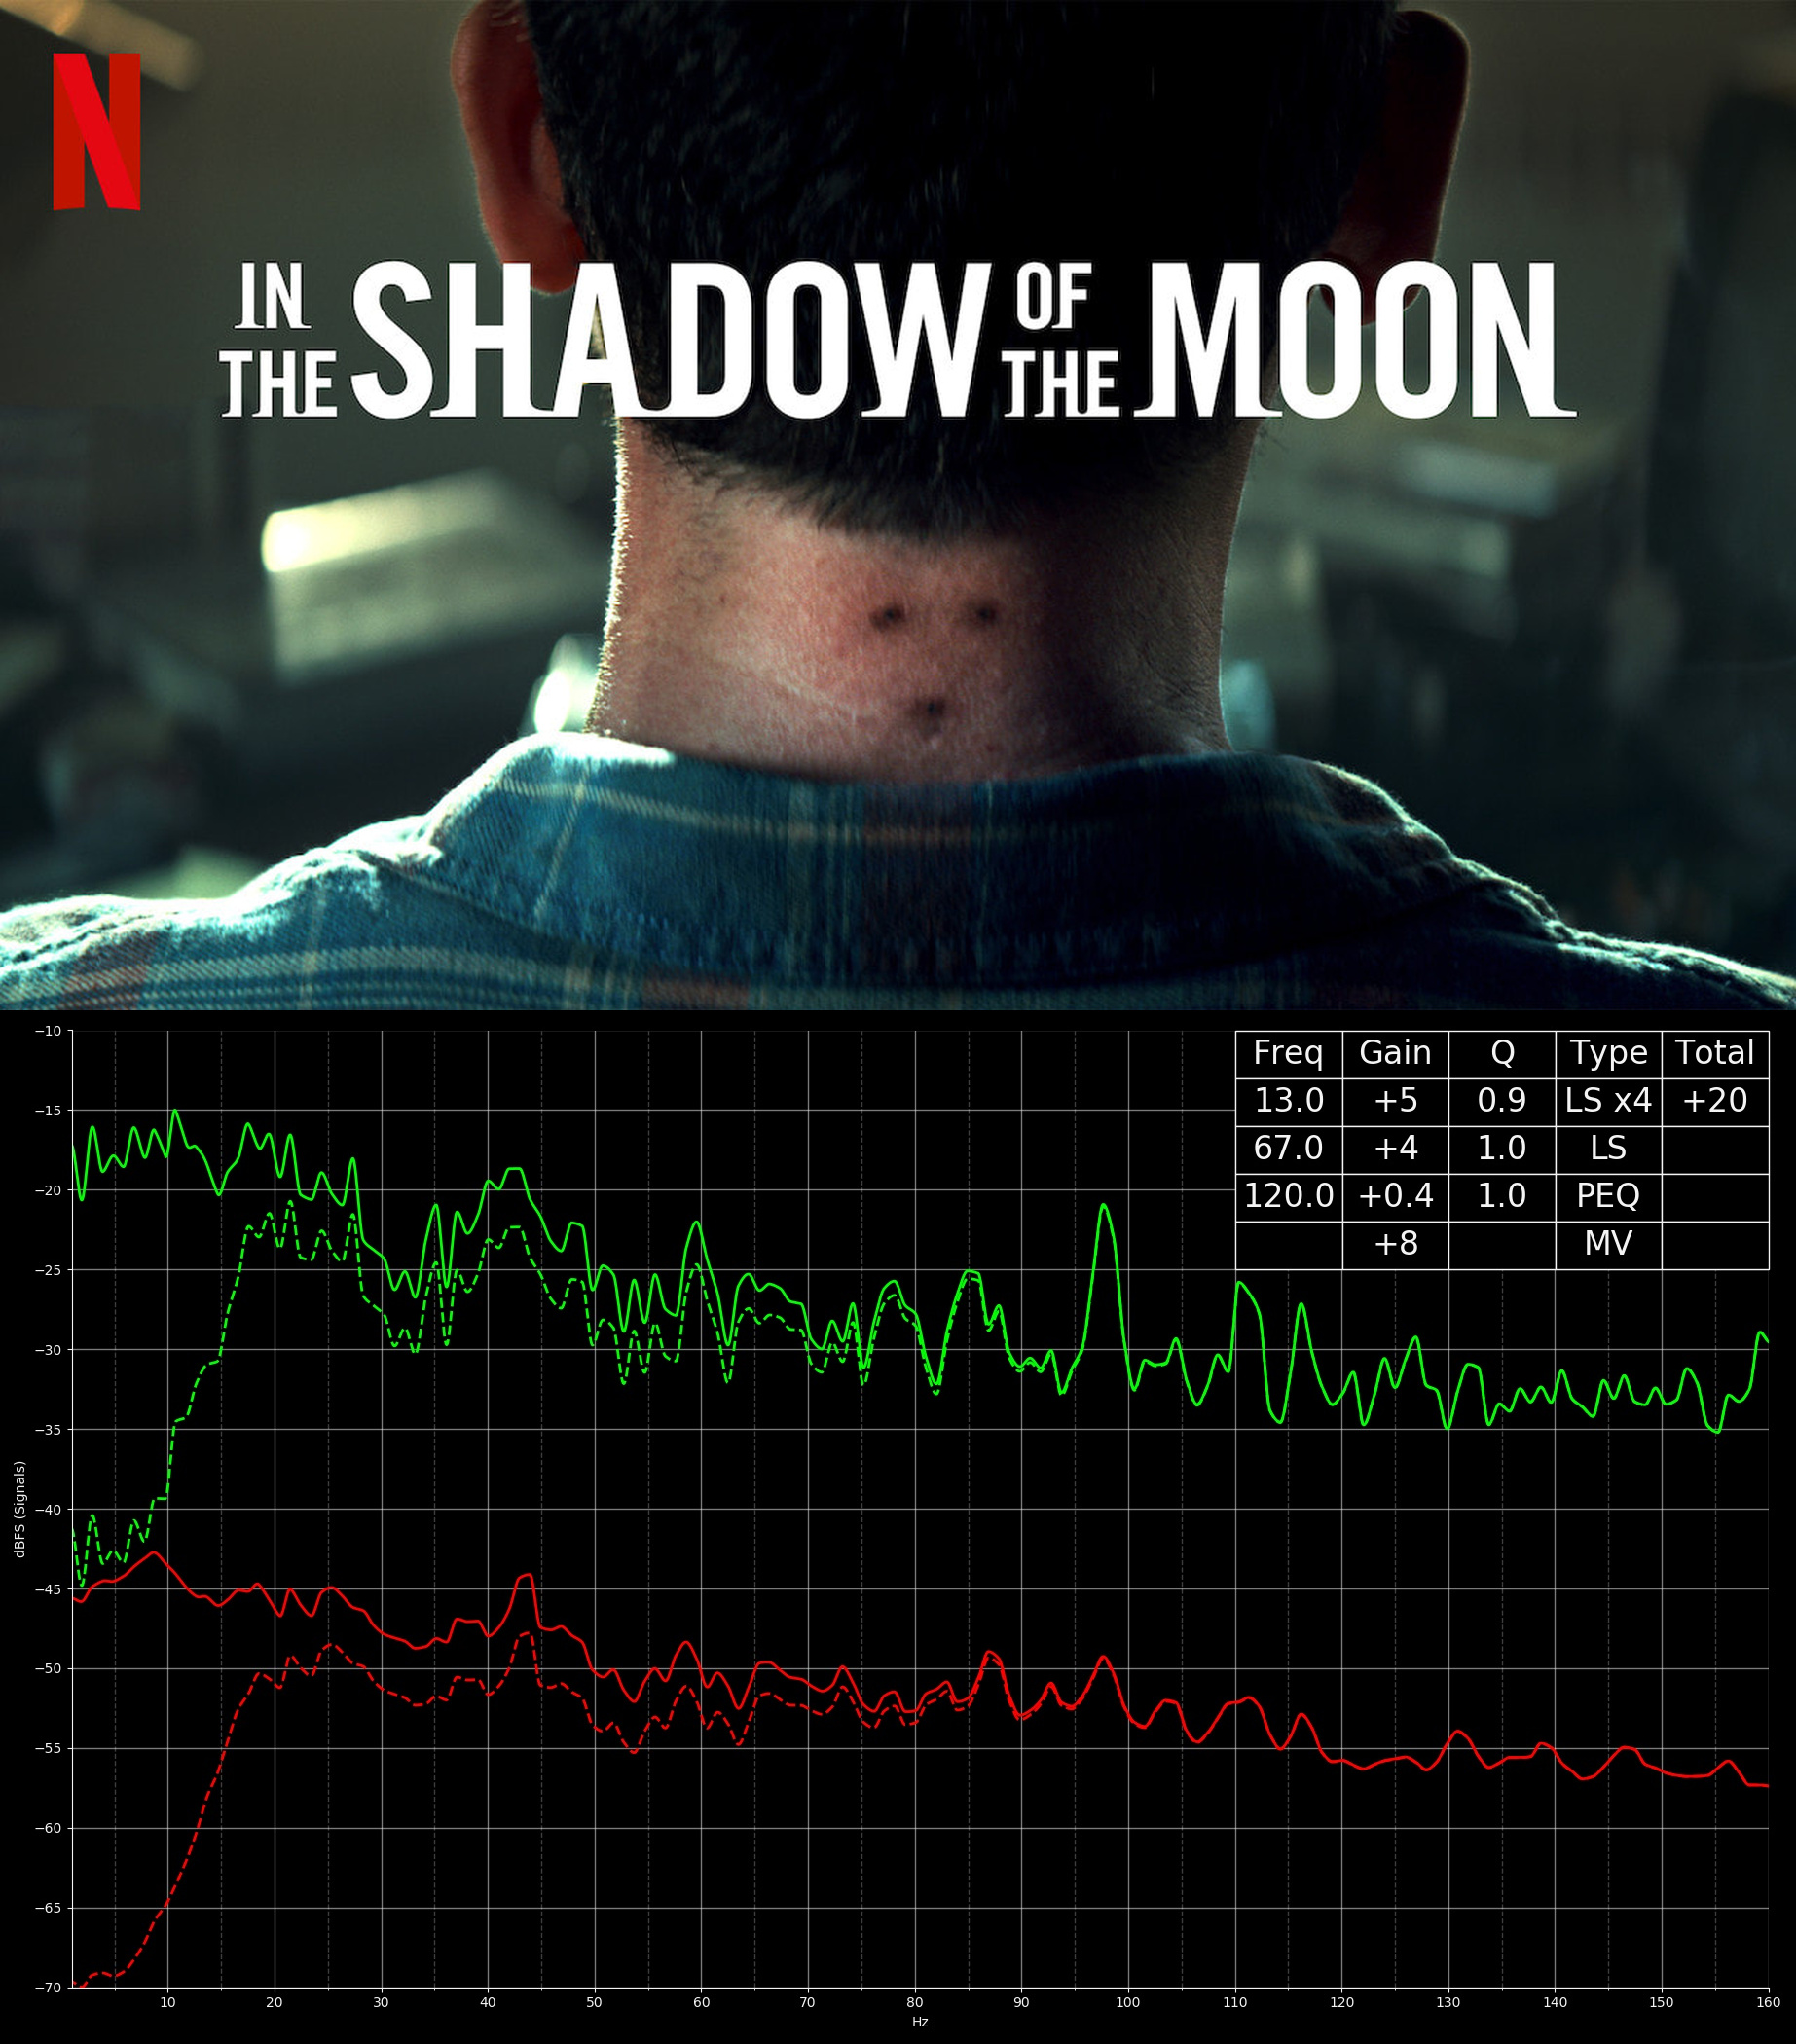 N
IN
THE SHADOW OF
THE MOON
Freq Gain Q Type Total
13.0 +5 0.9 LS x4 +20
67.0 +4 1.0 LS
120.0 +0.4 1.0 PEQ
+8 MV
−10
−15
−20
−25
−30
−35
−40
−45
−50
−55
−60
−65
−70
dBFS (Signals)
10 20 30 40 50 60 70 80 90 100 110 120 130 140 150 160
Hz